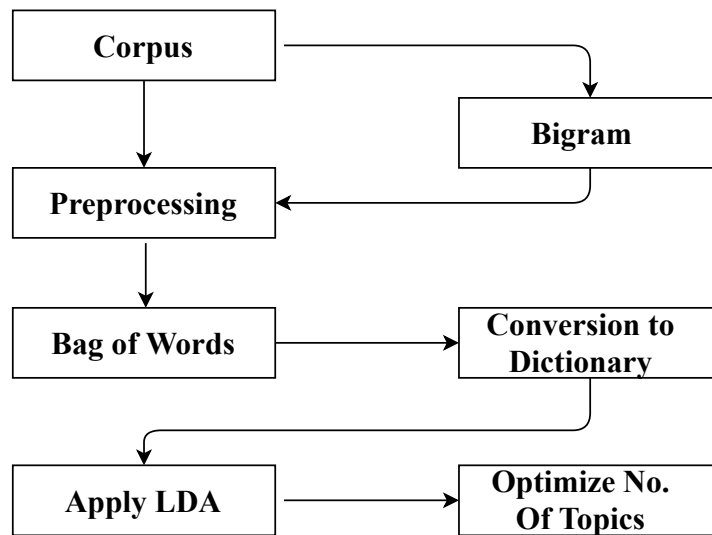 Corpus
Bigram
Preprocessing
Bag of Words
Conversion to
Dictionary
Apply LDA
Optimize No.
Of Topics